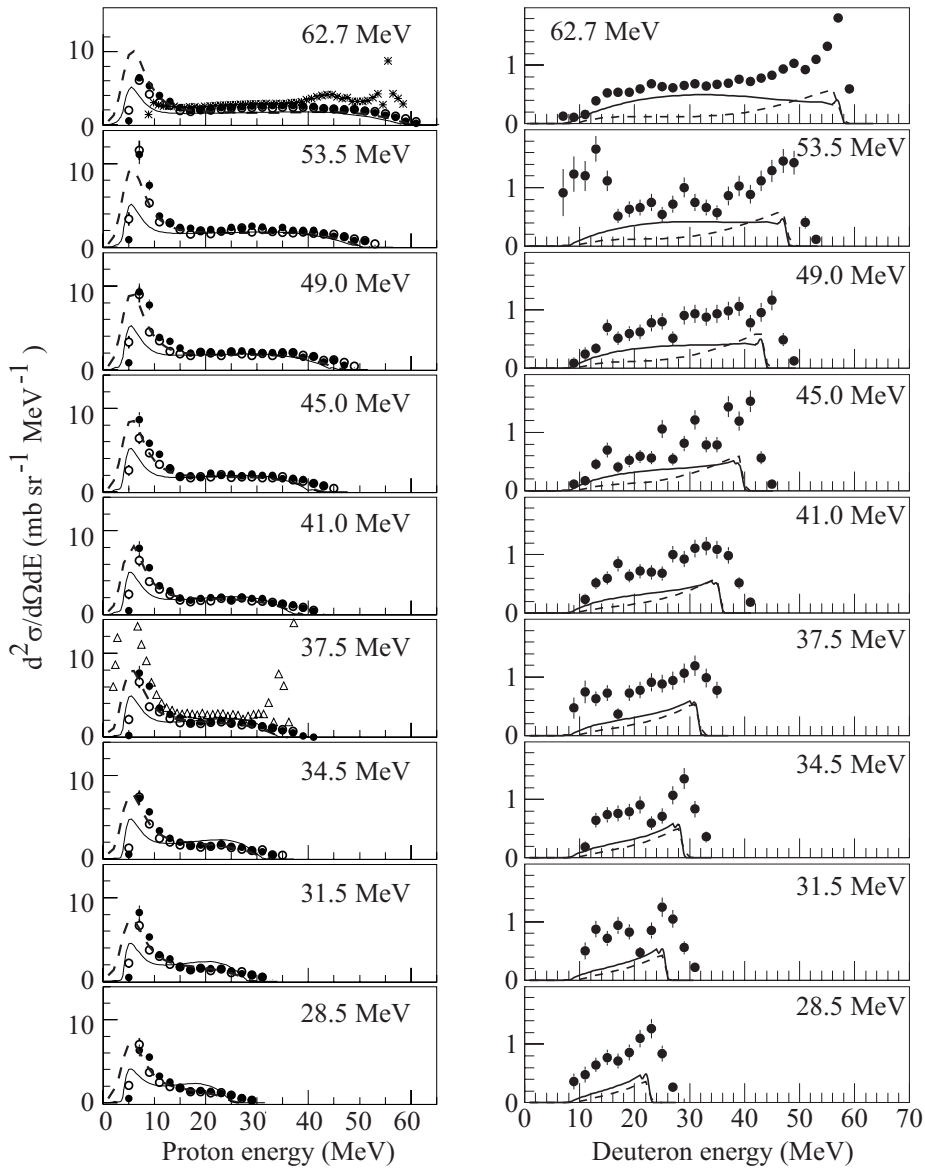 d²σ/dΩdE (mb sr⁻¹ MeV⁻¹)
62.7 MeV
10
0
53.5 MeV
10
0
49.0 MeV
10
0
45.0 MeV
10
0
41.0 MeV
10
0
37.5 MeV
10
0
34.5 MeV
10
0
31.5 MeV
10
0
28.5 MeV
10
0
0 10 20 30 40 50 60
Proton energy (MeV)
62.7 MeV
1
0
53.5 MeV
1
0
49.0 MeV
1
0
45.0 MeV
1
0
41.0 MeV
1
0
37.5 MeV
1
0
34.5 MeV
1
0
31.5 MeV
1
0
28.5 MeV
1
0
0 10 20 30 40 50 60 70
Deuteron energy (MeV)